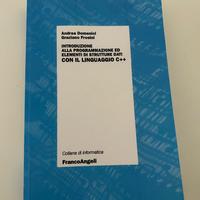 Andrea Domenici
Graziano Frosini
INTRODUZIONE
ALLA PROGRAMMAZIONE ED
ELEMENTI DI STRUTTURE DATI
CON IL LINGUAGGIO C++
Collana di informatica
FrancoAngeli